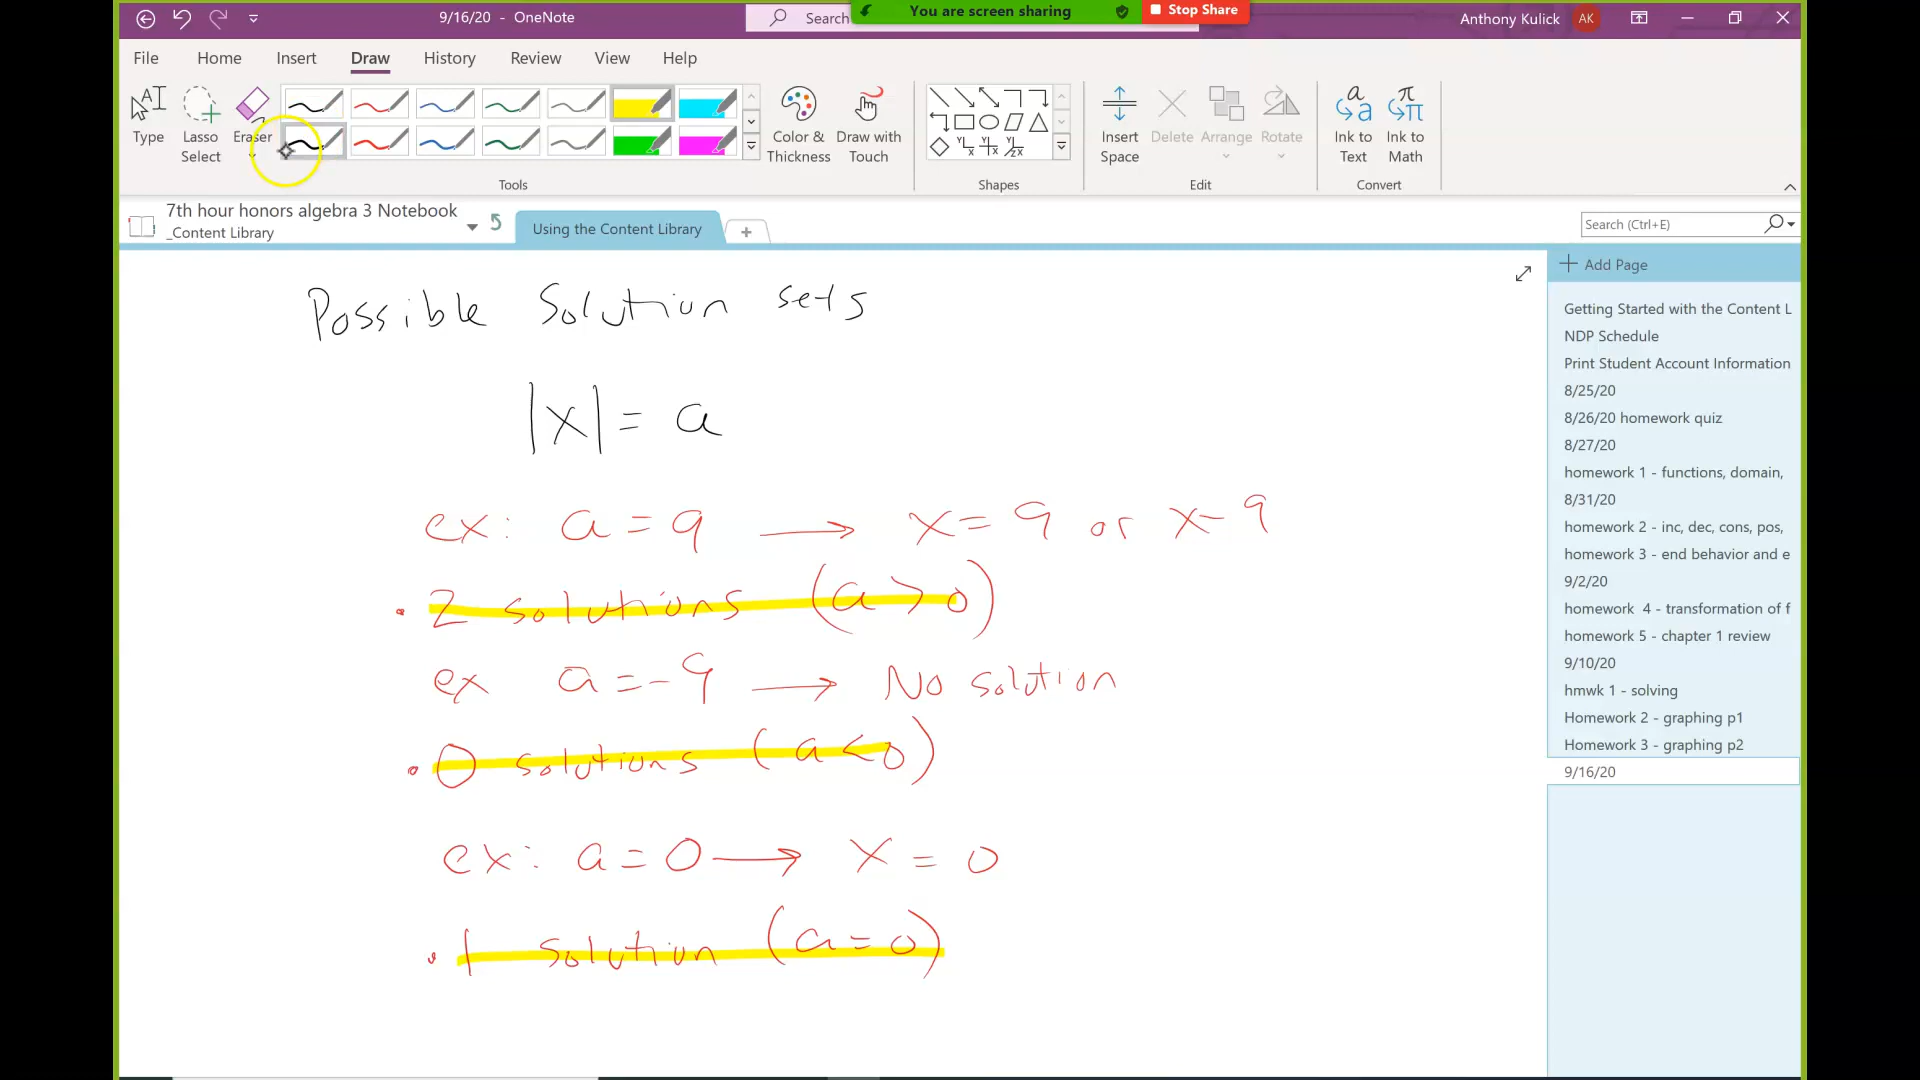 9/16/20 - OneNote
Search
You are screen sharing
Stop Share
Anthony Kulick
AK
File Home Insert Draw History Review View Help
Type
Lasso Select
Eraser
Color & Thickness
Draw with Touch
Insert Space
Delete
Arrange
Rotate
Ink to Text
Ink to Math
Tools
Shapes
Edit
Convert
7th hour honors algebra 3 Notebook
_Content Library
Using the Content Library
Search (Ctrl+E)
Possible Solution sets
|x| = a
ex: a = 9 → x = 9 or x - 9
• 2 solutions (a > 0)
ex a = -9 → No solution
• 0 solutions (a < 0)
ex: a = 0 → x = 0
• 1 solution (a = 0)
Add Page
Getting Started with the Content L
NDP Schedule
Print Student Account Information
8/25/20
8/26/20 homework quiz
8/27/20
homework 1 - functions, domain,
8/31/20
homework 2 - inc, dec, cons, pos,
homework 3 - end behavior and e
9/2/20
homework 4 - transformation of f
homework 5 - chapter 1 review
9/10/20
hmwk 1 - solving
Homework 2 - graphing p1
Homework 3 - graphing p2
9/16/20